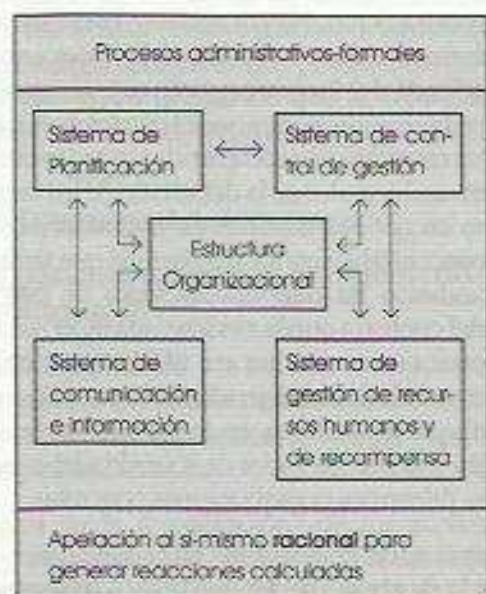 Procesos administrativos-formales
Sistema de
Planificación
Sistema de con-
trol de gestión
Estructura
Organizacional
Sistema de
comunicación
e información
Sistema de
gestión de recur-
sos humanos y
de recompensa
Apelación al si-mismo racional para
generar reacciones calculadas